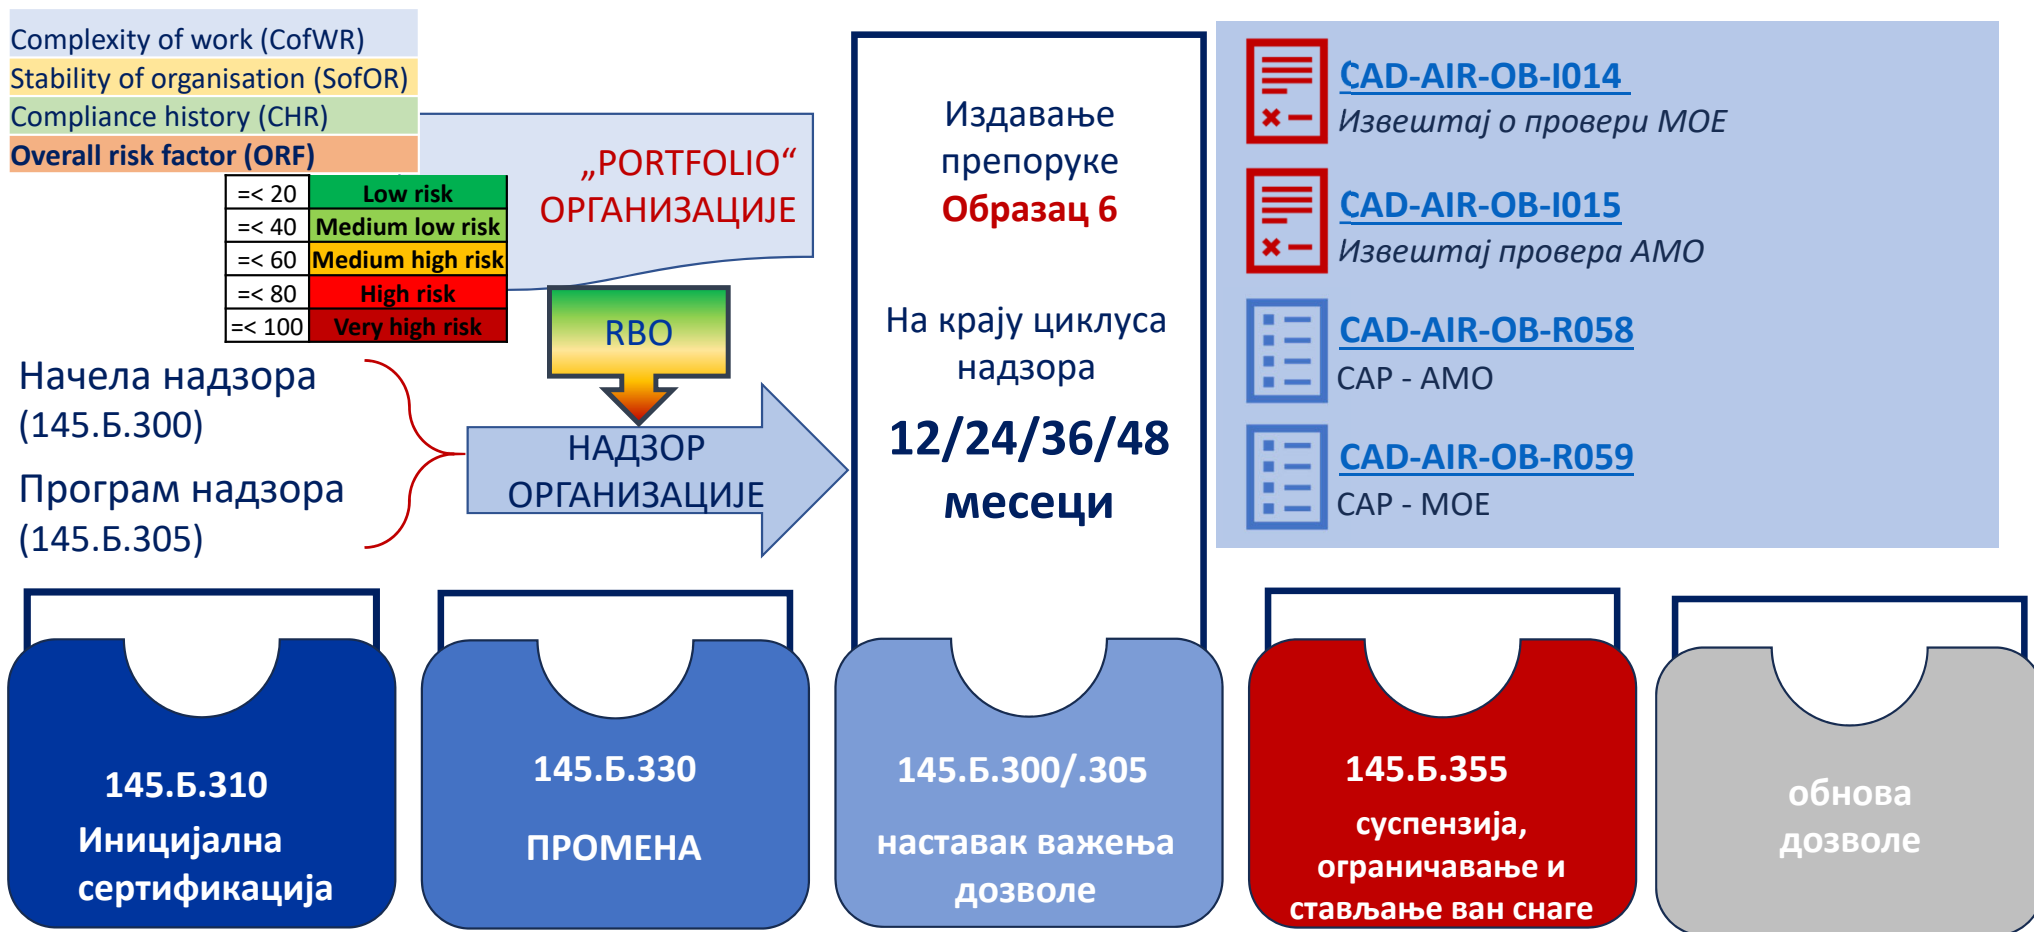 Complexity of work (CofWR)
Stability of organisation (SofOR)
Compliance history (CHR)
Overall risk factor (ORF)
=< 20 Low risk
=< 40 Medium low risk
=< 60 Medium high risk
=< 80 High risk
=< 100 Very high risk
„PORTFOLIO“
ОРГАНИЗАЦИЈЕ
RBO
Начела надзора
(145.Б.300)
Програм надзора
(145.Б.305)
НАДЗОР
ОРГАНИЗАЦИЈЕ
Издавање
препоруке
Образац 6
На крају циклуса
надзора
12/24/36/48
месеци
CAD-AIR-OB-I014
Извештај о провери МОЕ
CAD-AIR-OB-I015
Извештај провера АМО
CAD-AIR-OB-R058
CAP - AMO
CAD-AIR-OB-R059
CAP - MOE
145.Б.310
Иницијална
сертификација
145.Б.330
ПРОМЕНА
145.Б.300/.305
наставак важења
дозволе
145.Б.355
суспензија,
ограничавање и
стављање ван снаге
обнова
дозволе